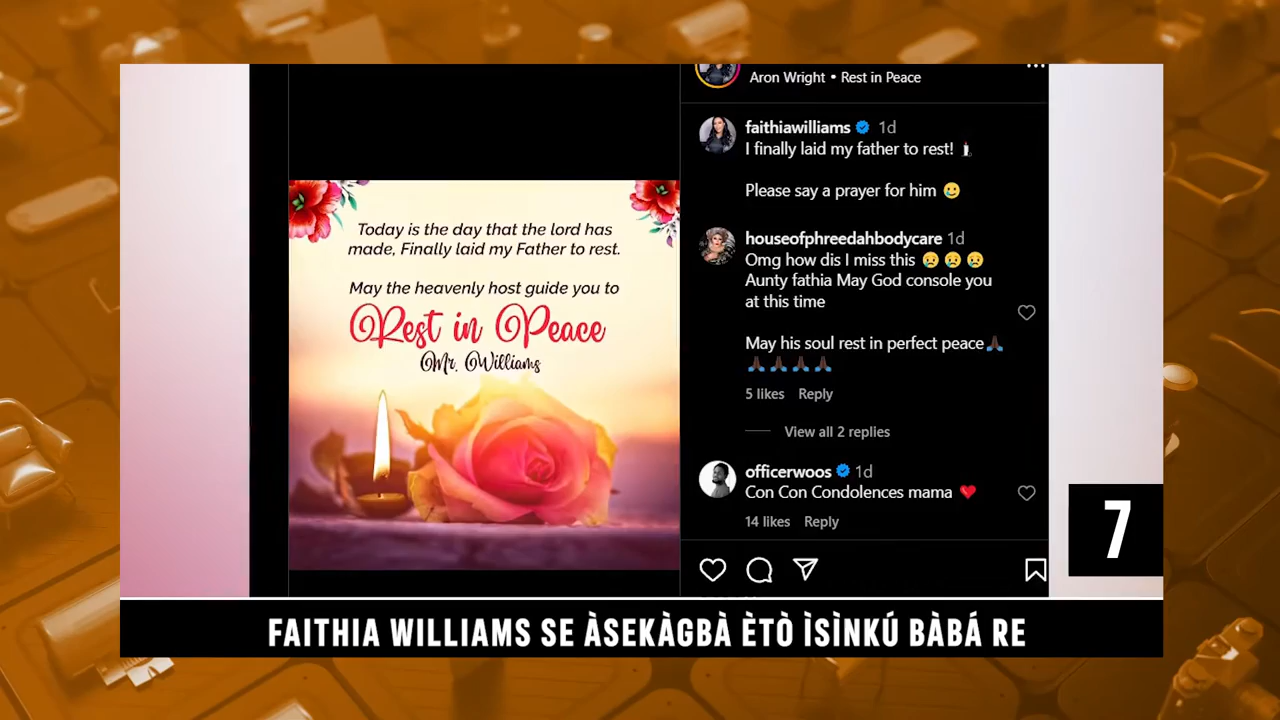 Today is the day that the lord has
made, Finally laid my Father to rest.
May the heavenly host guide you to
Rest in Peace
Mr. Williams
Aron Wright • Rest in Peace
faithiawilliams 1d
I finally laid my father to rest! 🕯
Please say a prayer for him 🥲
houseofphreedahbodycare 1d
Omg how dis I miss this 😥 😥 😥
Aunty fathia May God console you
at this time
May his soul rest in perfect peace🙏🏿
🙏🏿 🙏🏿 🙏🏿 🙏🏿
5 likes Reply
View all 2 replies
officerwoos 1d
Con Con Condolences mama ❤️
14 likes Reply
7
FAITHIA WILLIAMS SE ÀSEKÀGBÀ ÈTÒ ÌSÌNKÚ BÀBÁ RE